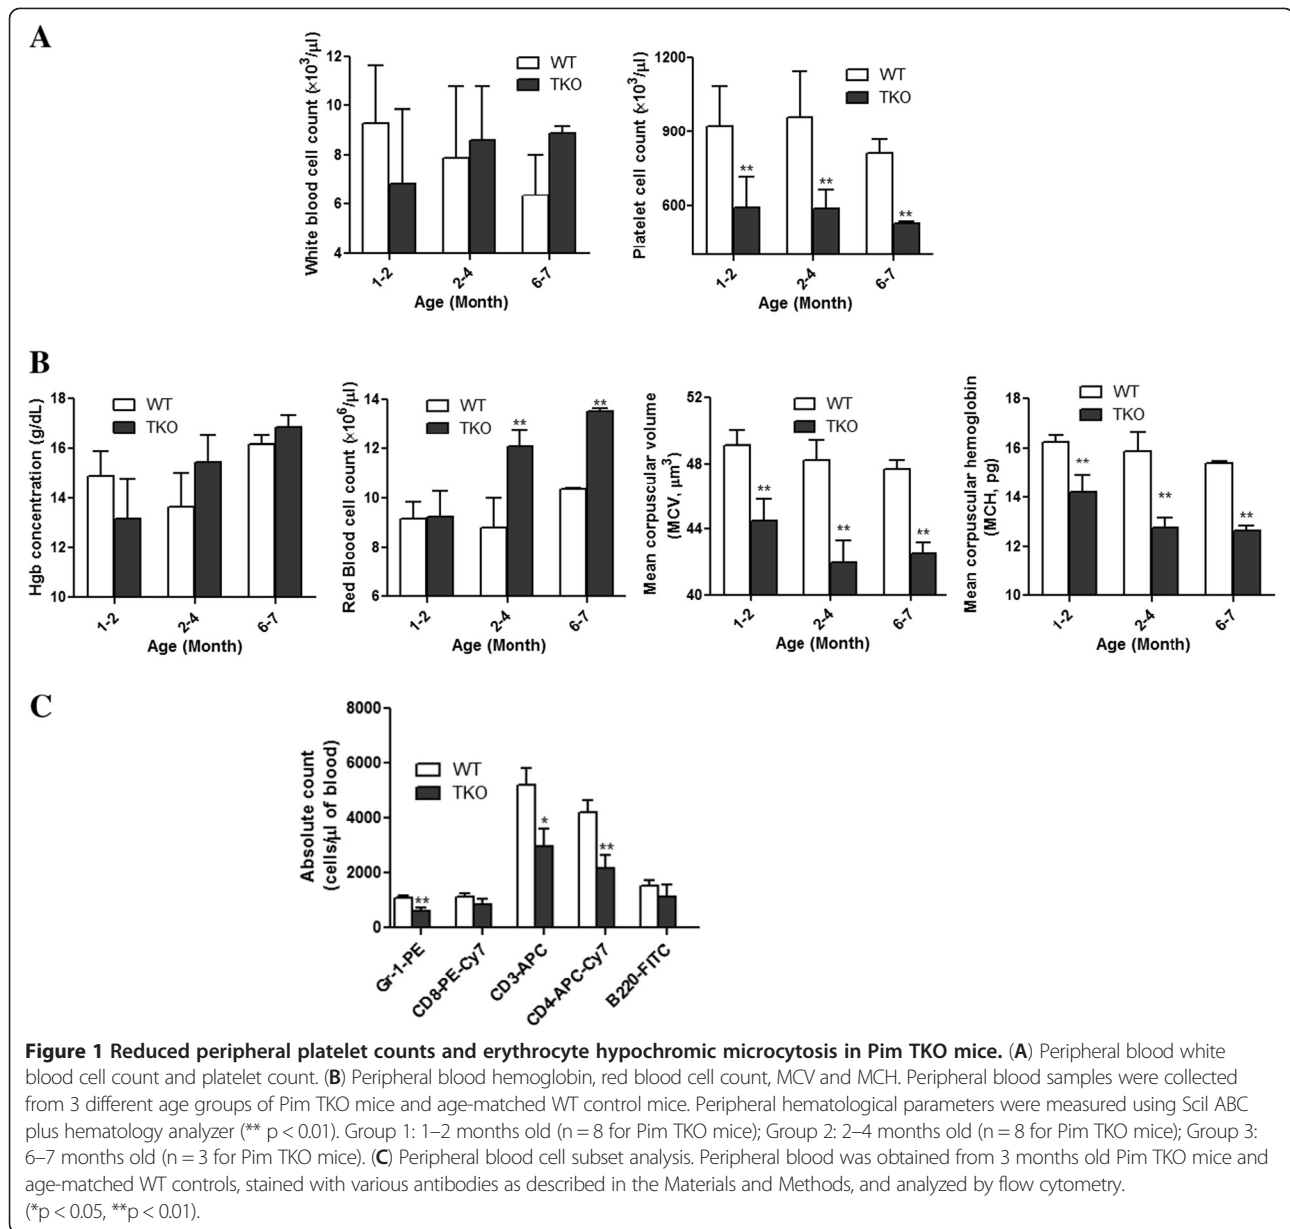 A
White blood cell count (×10³/µl)
12
10
8
6
4
WT
TKO
1-2
2-4
6-7
Age (Month)
Platelet cell count (×10³/µl)
1200
900
600
WT
TKO
**
**
**
1-2
2-4
6-7
Age (Month)
B
Hgb concentration (g/dL)
18
16
14
12
10
WT
TKO
1-2
2-4
6-7
Age (Month)
Red Blood cell count (×10⁶/µl)
14
12
10
8
6
WT
TKO
**
**
1-2
2-4
6-7
Age (Month)
Mean corpuscular volume
(MCV, µm³)
52
48
44
40
WT
TKO
**
**
**
1-2
2-4
6-7
Age (Month)
Mean corpuscular hemoglobin
(MCH, pg)
18
16
14
12
10
WT
TKO
**
**
**
1-2
2-4
6-7
Age (Month)
C
Absolute count
(cells/µl of blood)
8000
6000
4000
2000
0
WT
TKO
**
*
**
Gr-1-PE
CD8-PE-Cy7
CD3-APC
CD4-APC-Cy7
B220-FITC
Figure 1 Reduced peripheral platelet counts and erythrocyte hypochromic microcytosis in Pim TKO mice. (A) Peripheral blood white
blood cell count and platelet count. (B) Peripheral blood hemoglobin, red blood cell count, MCV and MCH. Peripheral blood samples were collected
from 3 different age groups of Pim TKO mice and age-matched WT control mice. Peripheral hematological parameters were measured using Scil ABC
plus hematology analyzer (** p < 0.01). Group 1: 1–2 months old (n = 8 for Pim TKO mice); Group 2: 2–4 months old (n = 8 for Pim TKO mice); Group 3:
6–7 months old (n = 3 for Pim TKO mice). (C) Peripheral blood cell subset analysis. Peripheral blood was obtained from 3 months old Pim TKO mice and
age-matched WT controls, stained with various antibodies as described in the Materials and Methods, and analyzed by flow cytometry.
(*p < 0.05, **p < 0.01).